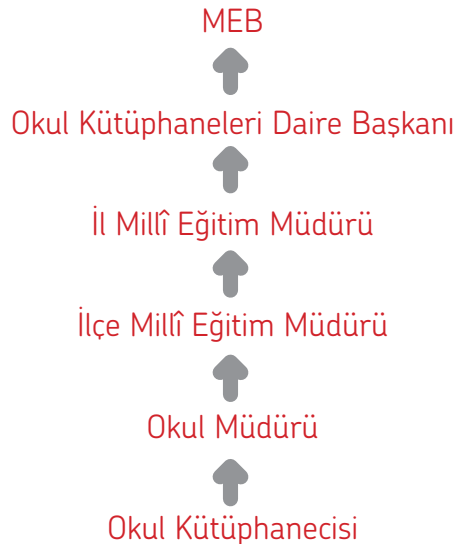 MEB
Okul Kütüphaneleri Daire Başkanı
İl Millî Eğitim Müdürü
İlçe Millî Eğitim Müdürü
Okul Müdürü
Okul Kütüphanecisi